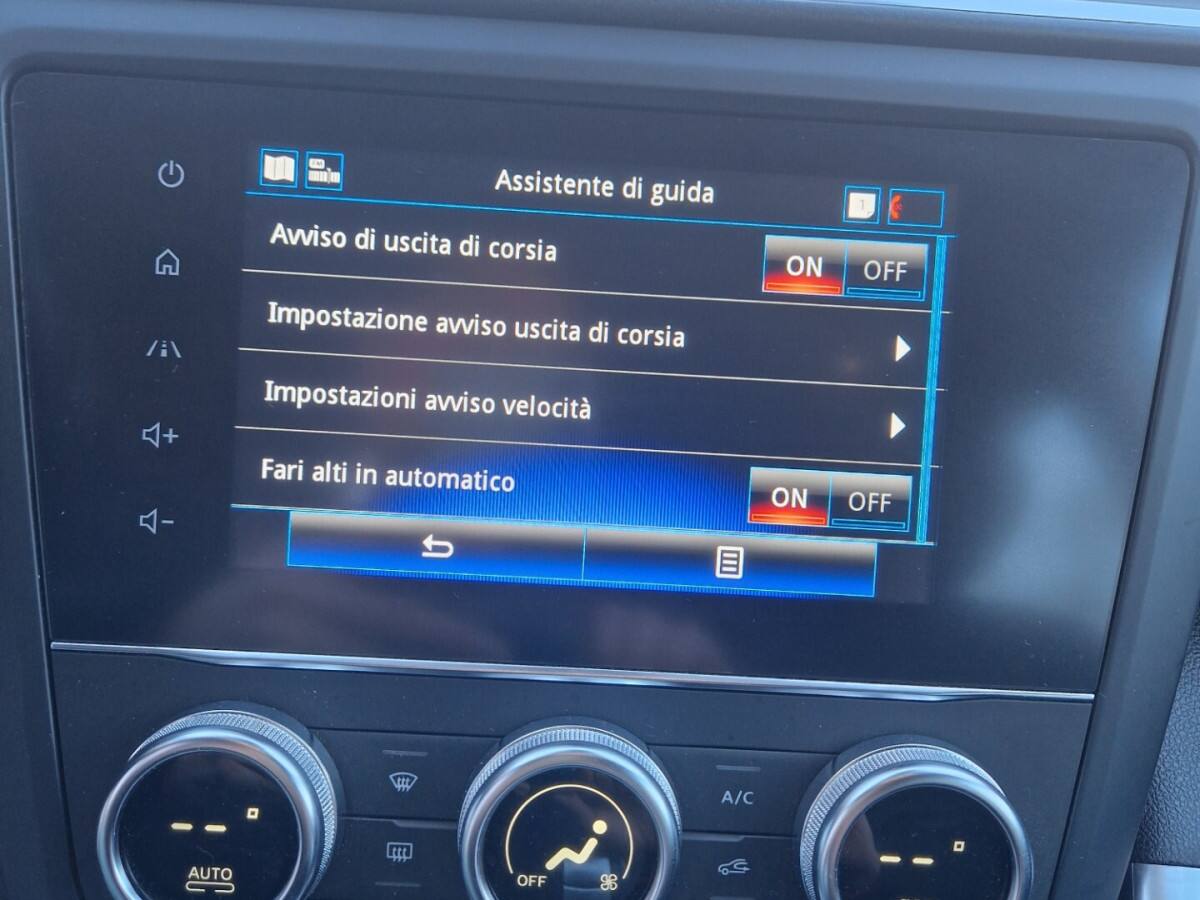 Assistente di guida
1
Avviso di uscita di corsia
ON OFF
Impostazione avviso uscita di corsia
Impostazioni avviso velocità
Fari alti in automatico
ON OFF
A/C
AUTO
OFF